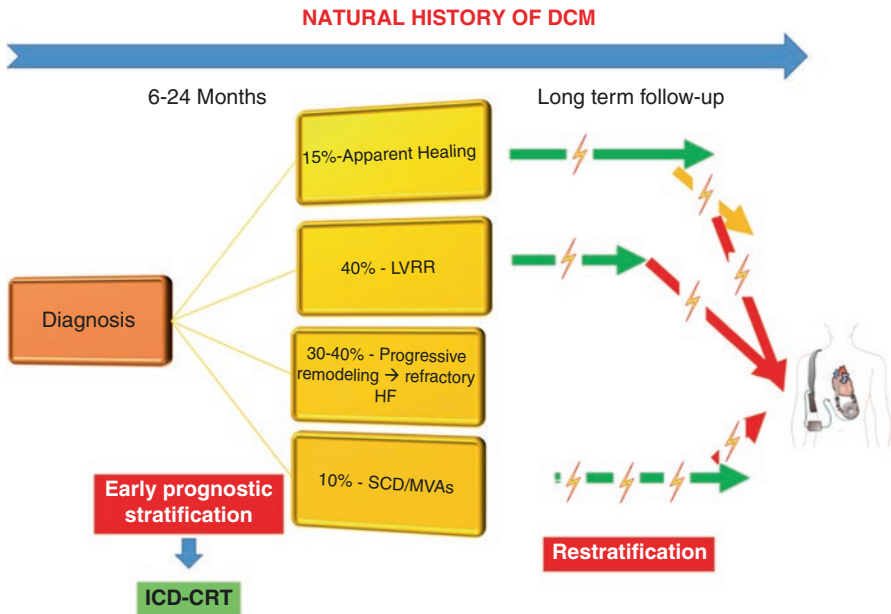 NATURAL HISTORY OF DCM
6-24 Months
Long term follow-up
15%-Apparent Healing
40% - LVRR
Diagnosis
30-40% - Progressive
remodeling → refractory
HF
10% - SCD/MVAs
Early prognostic
stratification
Restratification
ICD-CRT